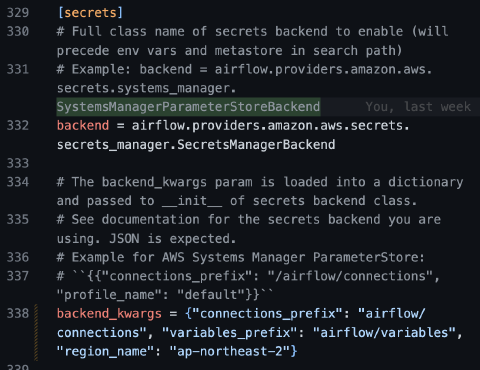 329 [secrets]
330 # Full class name of secrets backend to enable (will
precede env vars and metastore in search path)
331 # Example: backend = airflow.providers.amazon.aws.
secrets.systems_manager.
SystemsManagerParameterStoreBackend You, last week
332 backend = airflow.providers.amazon.aws.secrets.
secrets_manager.SecretsManagerBackend
333
334 # The backend_kwargs param is loaded into a dictionary
and passed to __init__ of secrets backend class.
335 # See documentation for the secrets backend you are
using. JSON is expected.
336 # Example for AWS Systems Manager ParameterStore:
337 # ``{{"connections_prefix": "/airflow/connections",
"profile_name": "default"}}``
338 backend_kwargs = {"connections_prefix": "airflow/
connections", "variables_prefix": "airflow/variables",
"region_name": "ap-northeast-2"}
339